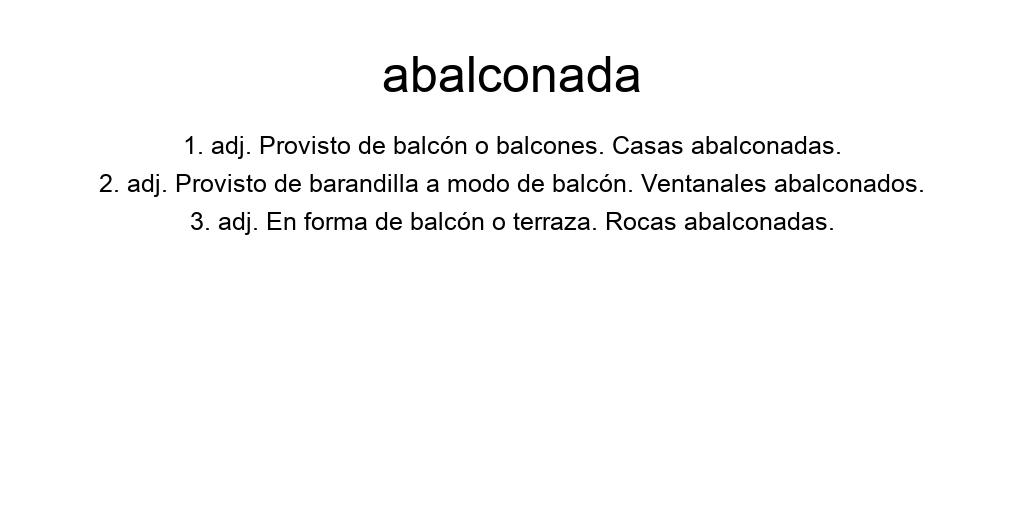 abalconada
1. adj. Provisto de balcón o balcones. Casas abalconadas.
2. adj. Provisto de barandilla a modo de balcón. Ventanales abalconados.
3. adj. En forma de balcón o terraza. Rocas abalconadas.